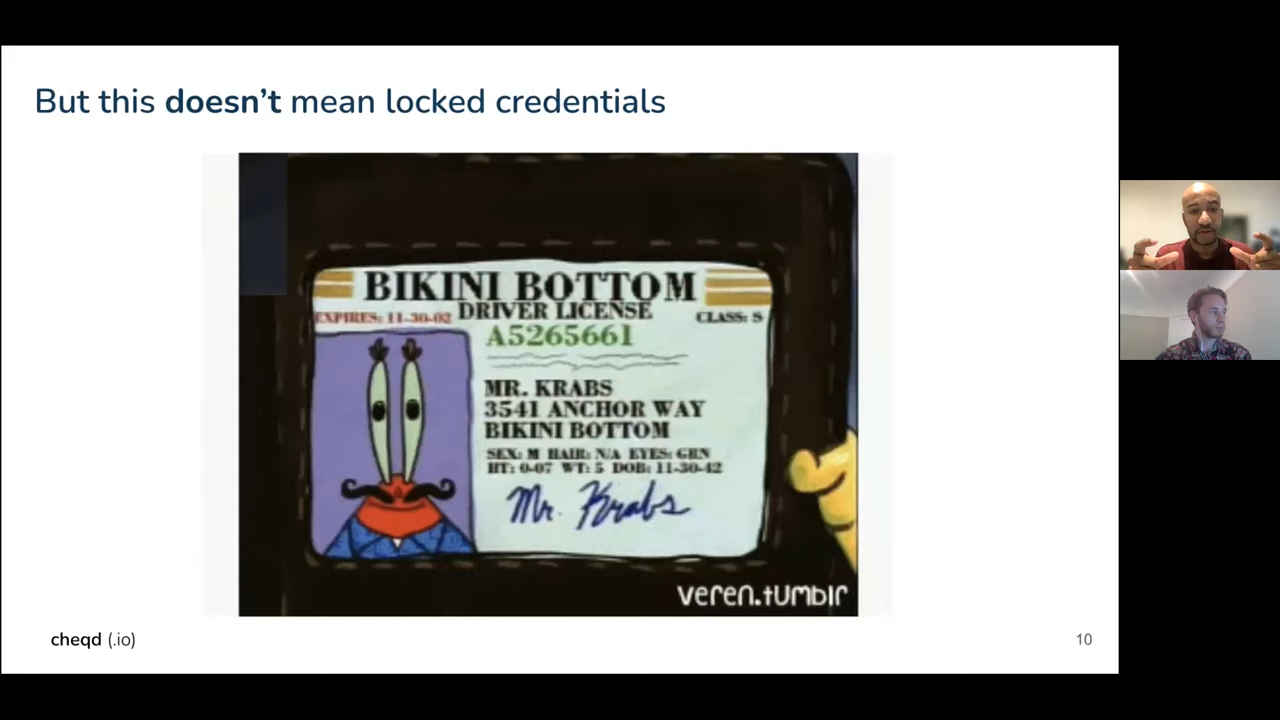 But this doesn't mean locked credentials
BIKINI BOTTOM
EXPIRES: 11-30-02 DRIVER LICENSE CLASS: S
A5265661
MR. KRABS
3541 ANCHOR WAY
BIKINI BOTTOM
SEX: M HAIR: N/A EYES: GRN
HT: 0-07 WT: 5 DOB: 11-30-42
Mr. Krabs
veren.tumblr
cheqd (.io)
10